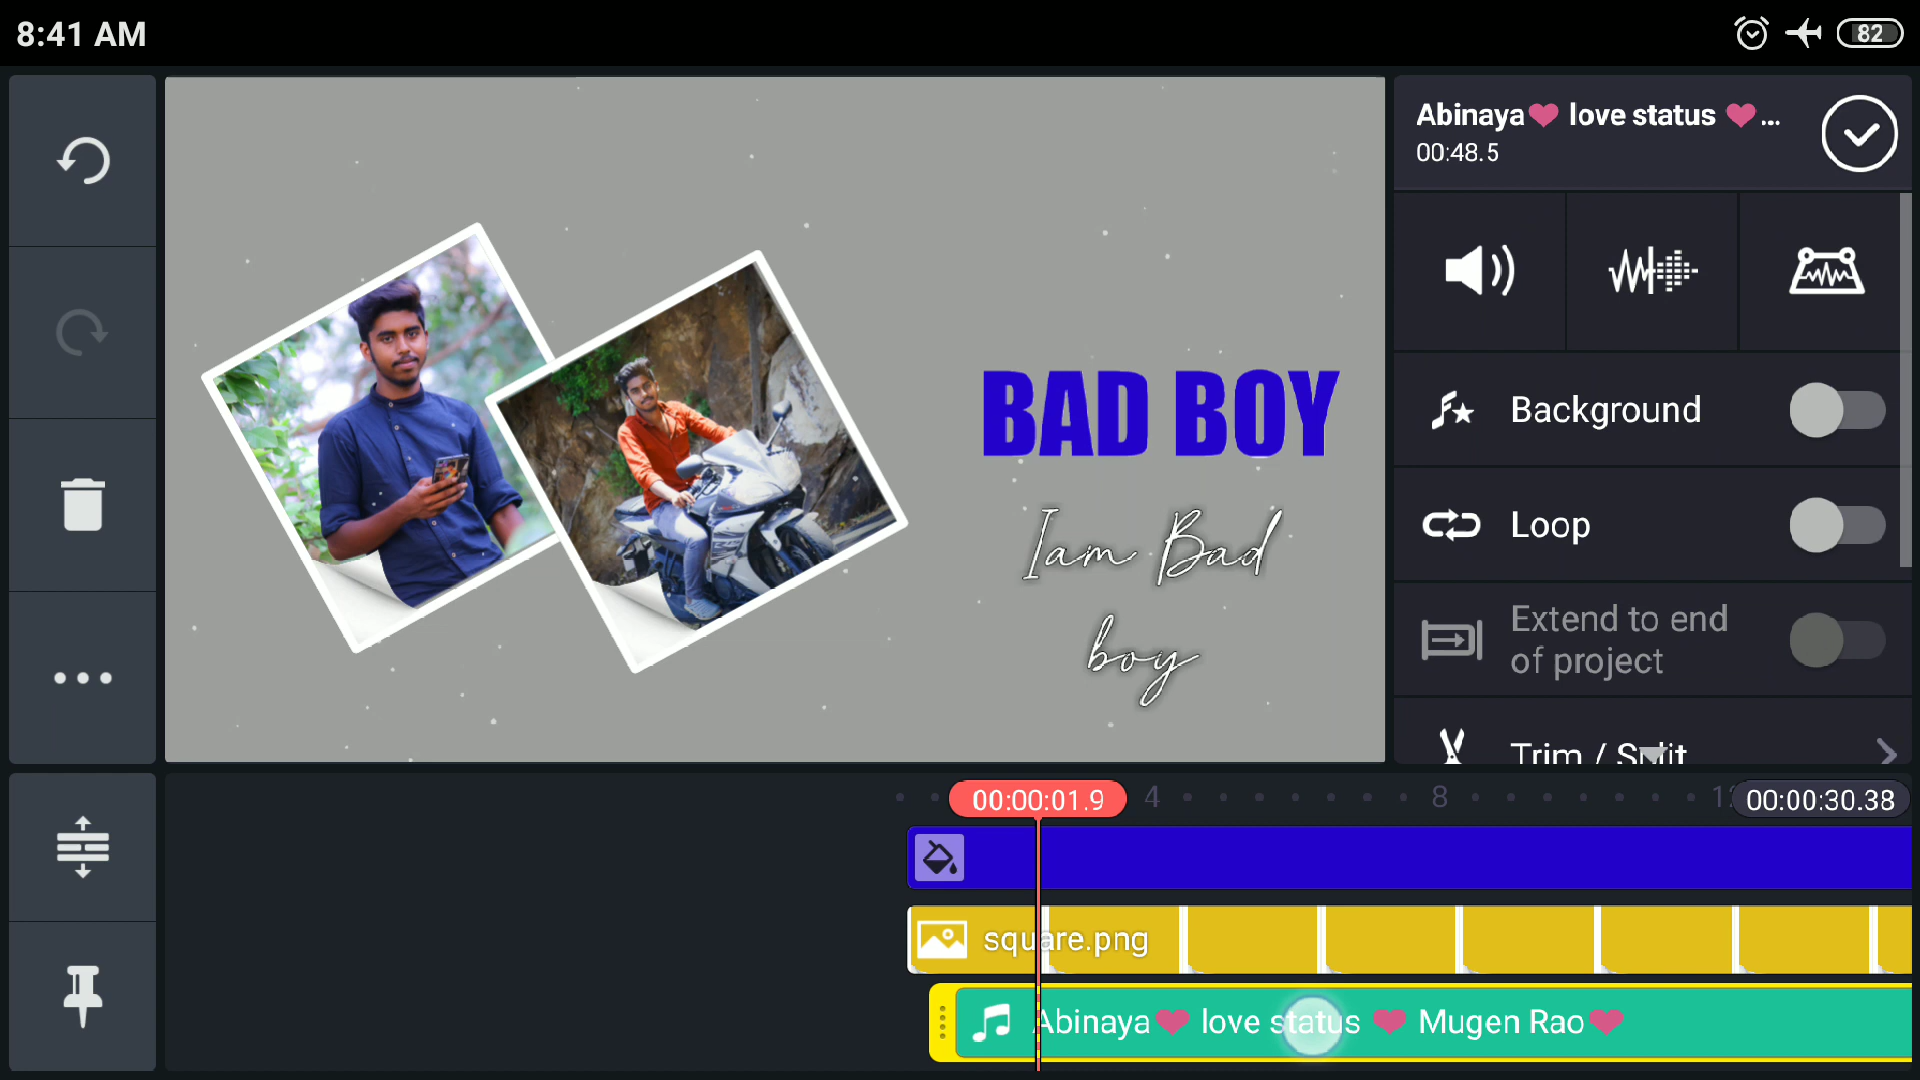 8:41 AM
82
Abinaya❤ love status ❤...
00:48.5
Background
Loop
Extend to end
of project
Trim / Split
BAD BOY
Iam Bad
boy
00:00:01.9
4
8
12
00:00:30.38
square.png
Abinaya❤ love status ❤ Mugen Rao❤